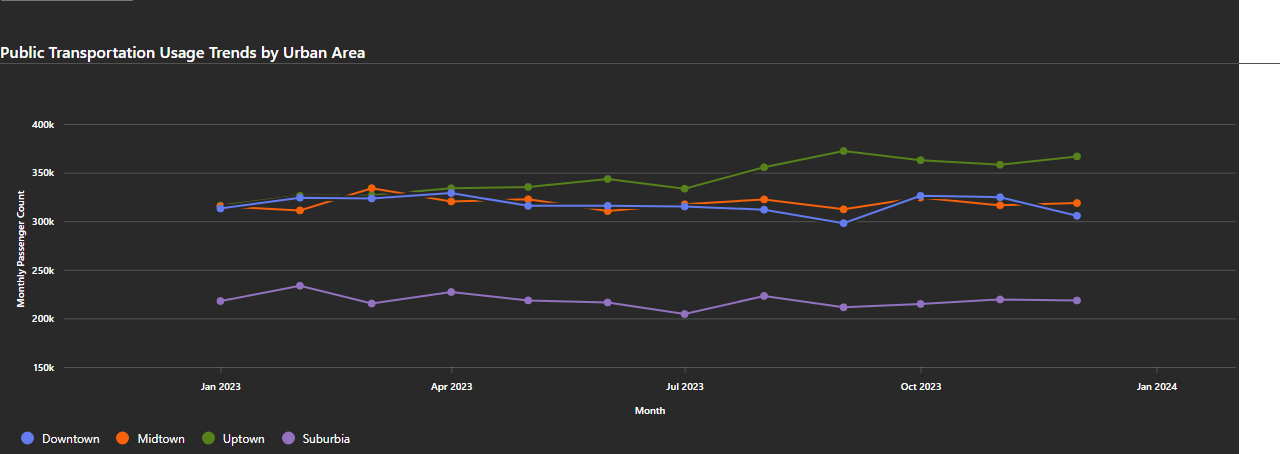 Public Transportation Usage Trends by Urban Area
400k
350k
300k
250k
200k
150k
Monthly Passenger Count
Jan 2023 Apr 2023 Jul 2023 Oct 2023 Jan 2024
Month
Downtown Midtown Uptown Suburbia